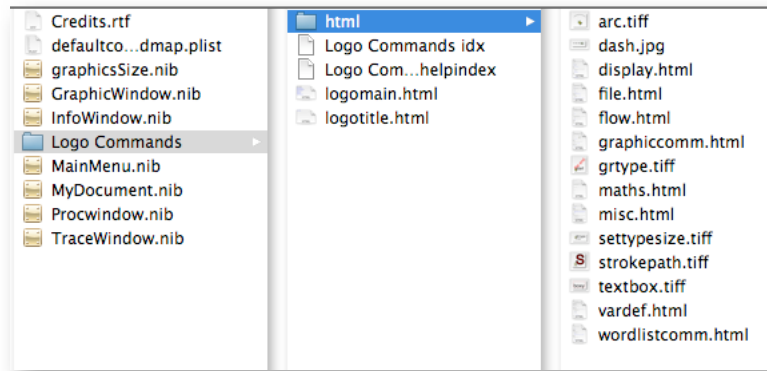 Credits.rtf
defaultco...dmap.plist
graphicsSize.nib
GraphicWindow.nib
InfoWindow.nib
Logo Commands
MainMenu.nib
MyDocument.nib
Procwindow.nib
TraceWindow.nib
html
Logo Commands idx
Logo Com...helpindex
logomain.html
logotitle.html
arc.tiff
dash.jpg
display.html
file.html
flow.html
graphiccomm.html
grtype.tiff
maths.html
misc.html
settypesize.tiff
strokepath.tiff
textbox.tiff
vardef.html
wordlistcomm.html